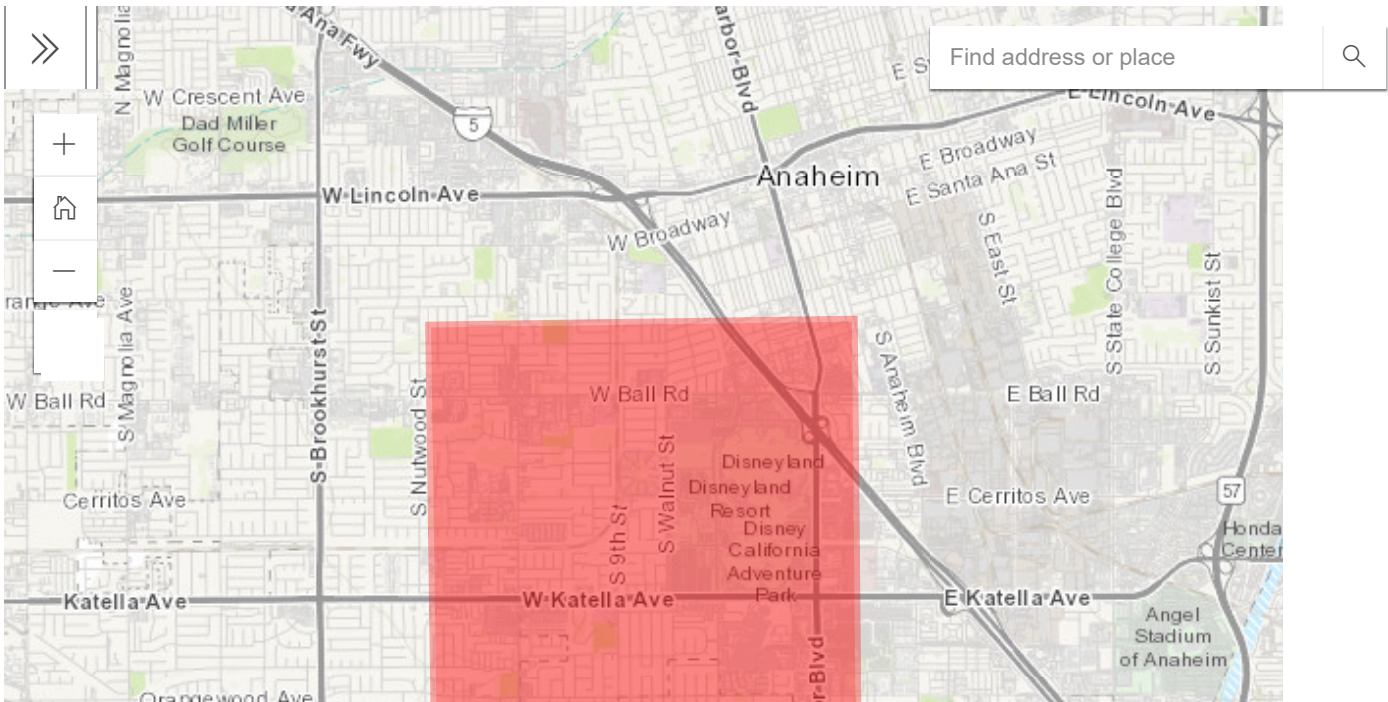 Ana Fwy
N Magnolia
Find address or place
W Crescent Ave
Dad Miller
Golf Course
5
E Lincoln Ave
E Broadway
E Santa Ana St
Anaheim
W Lincoln Ave
W Broadway
S East St
S State College Blvd
S Sunkist St
S Magnolia Ave
S Brookhurst St
S Nutwood St
S Anaheim Blvd
W Ball Rd
W Ball Rd
E Ball Rd
S Walnut St
Disneyland
Disneyland
Resort
Disney
California
Adventure
Park
Cerritos Ave
E Cerritos Ave
57
S 9th St
Honda
Center
Katella Ave
W Katella Ave
E Katella Ave
Angel
Stadium
of Anaheim
Orangewood Ave